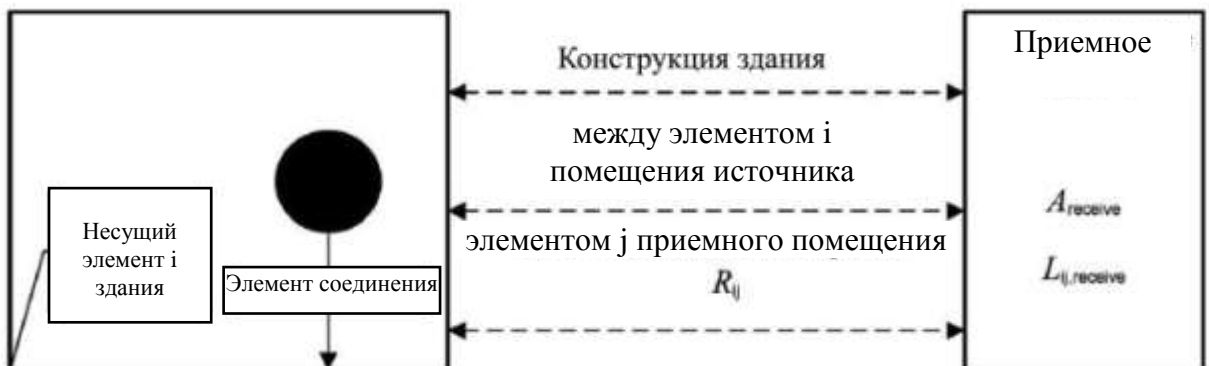 Приемное
Конструкция здания
между элементом i
помещения источника
элементом j приемного помещения
R_ij
Несущий
элемент i
здания
Элемент соединения
A_receive
L_ij,receive